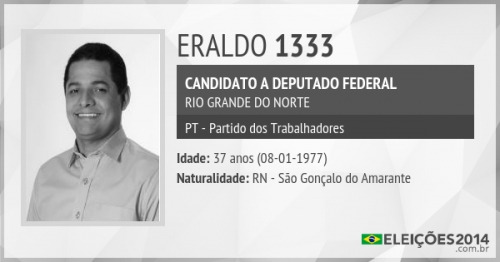 ERALDO 1333
CANDIDATO A DEPUTADO FEDERAL
RIO GRANDE DO NORTE
PT - Partido dos Trabalhadores
Idade: 37 anos (08-01-1977)
Naturalidade: RN - São Gonçalo do Amarante
ELEIÇÕES2014
.com.br